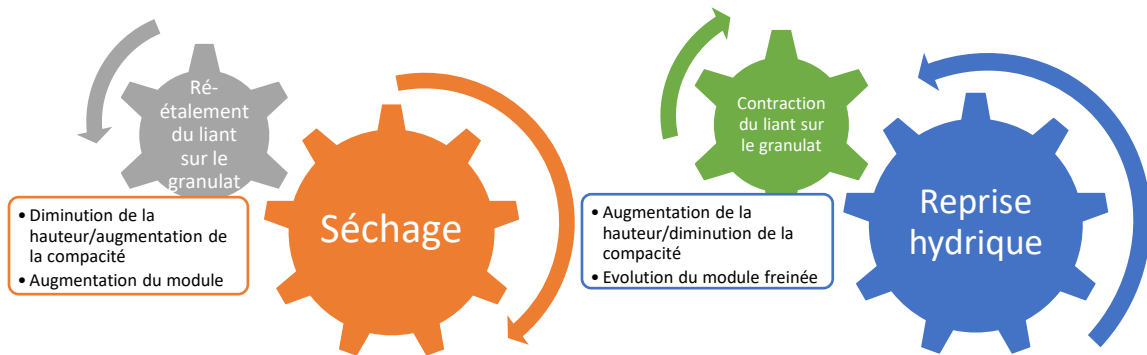 Ré-
étalement
du liant
sur le
granulat
• Diminution de la
hauteur/augmentation de
la compacité
• Augmentation du module
Séchage
Contraction
du liant sur
le granulat
• Augmentation de la
hauteur/diminution de la
compacité
• Evolution du module freinée
Reprise
hydrique